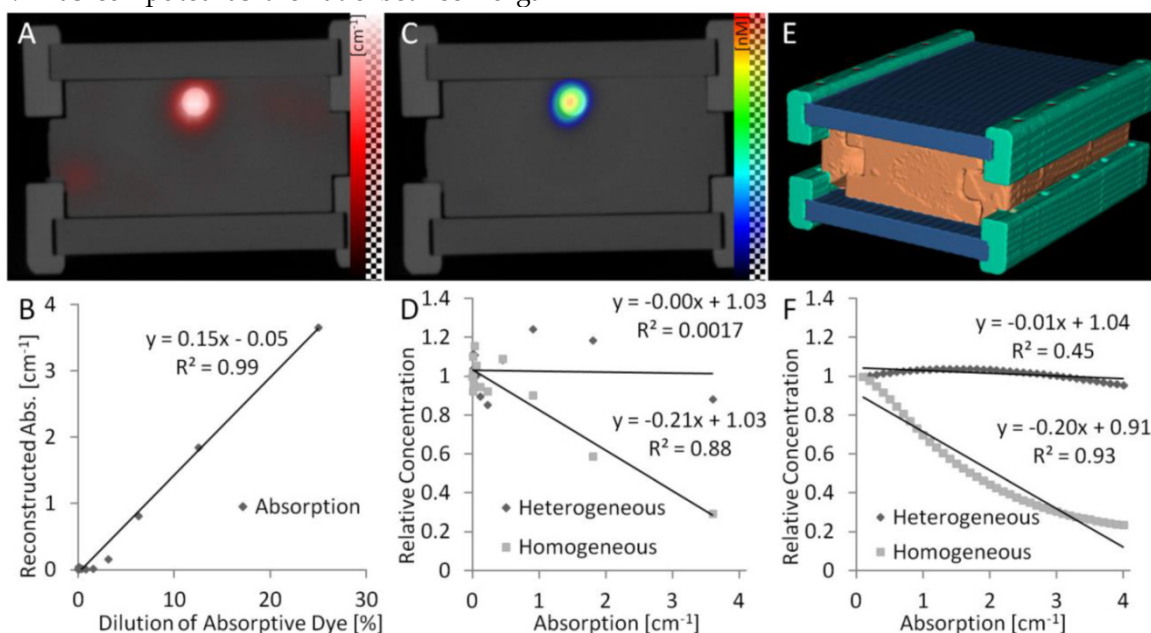 A
[cm⁻¹]
C
[nM]
E
B
4
3
2
1
0
Reconstructed Abs. [cm⁻¹]
y = 0.15x - 0.05
R² = 0.99
Absorption
0 10 20 30
Dilution of Absorptive Dye [%]
D
1.4
1.2
1
0.8
0.6
0.4
0.2
0
Relative Concentration
y = -0.00x + 1.03
R² = 0.0017
y = -0.21x + 1.03
R² = 0.88
Heterogeneous
Homogeneous
0 1 2 3 4
Absorption [cm⁻¹]
F
1.4
1.2
1
0.8
0.6
0.4
0.2
0
Relative Concentration
y = -0.01x + 1.04
R² = 0.45
y = -0.20x + 0.91
R² = 0.93
Heterogeneous
Homogeneous
0 1 2 3 4
Absorption [cm⁻¹]